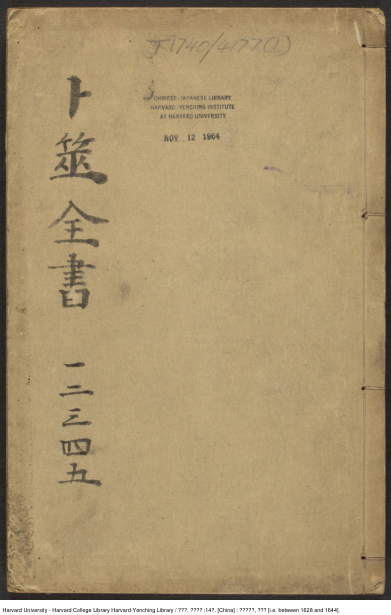 T1740/4177(1)
CHINESE-JAPANESE LIBRARY
HARVARD-YENCHING INSTITUTE
AT HARVARD UNIVERSITY
NOV 12 1964
卜筮全書
一二三四五
Harvard University - Harvard College Library Harvard-Yenching Library / ???. ???? :14?. [China] : ?????, ??? [i.e. between 1628 and 1644].